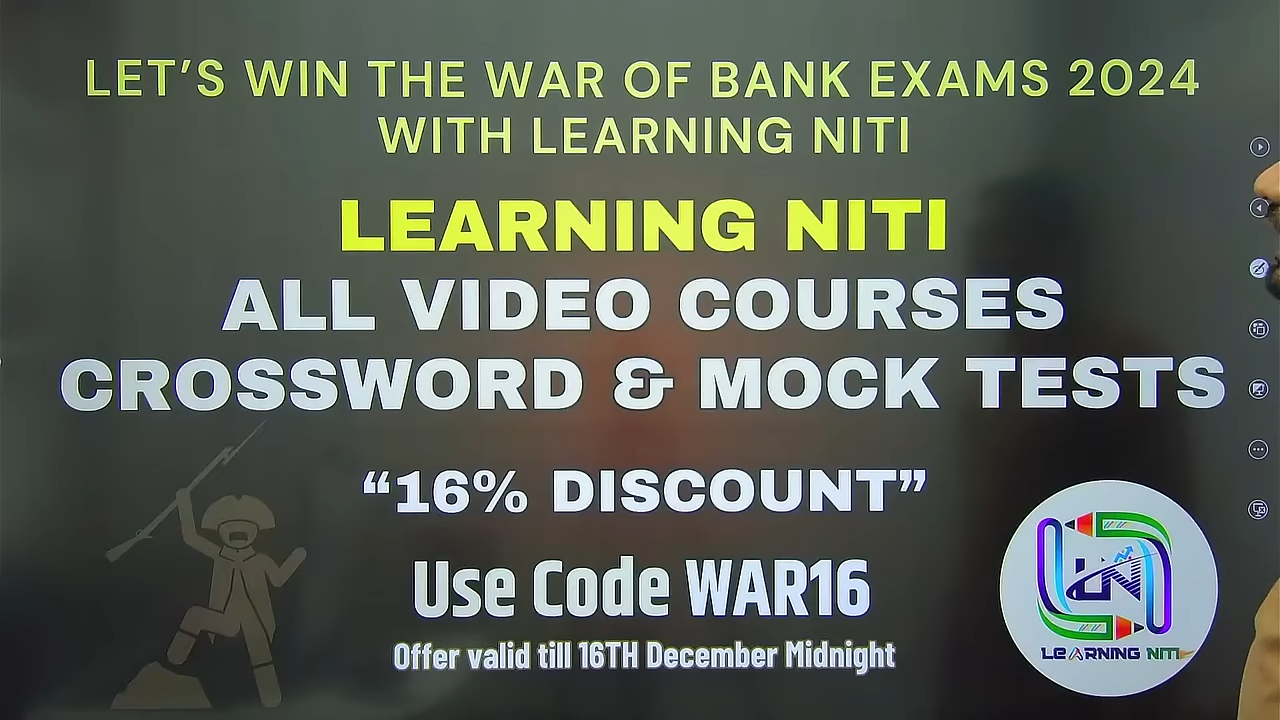 LET'S WIN THE WAR OF BANK EXAMS 2024
WITH LEARNING NITI
LEARNING NITI
ALL VIDEO COURSES
CROSSWORD & MOCK TESTS
“16% DISCOUNT”
Use Code WAR16
Offer valid till 16TH December Midnight
LN
LEARNING NITI